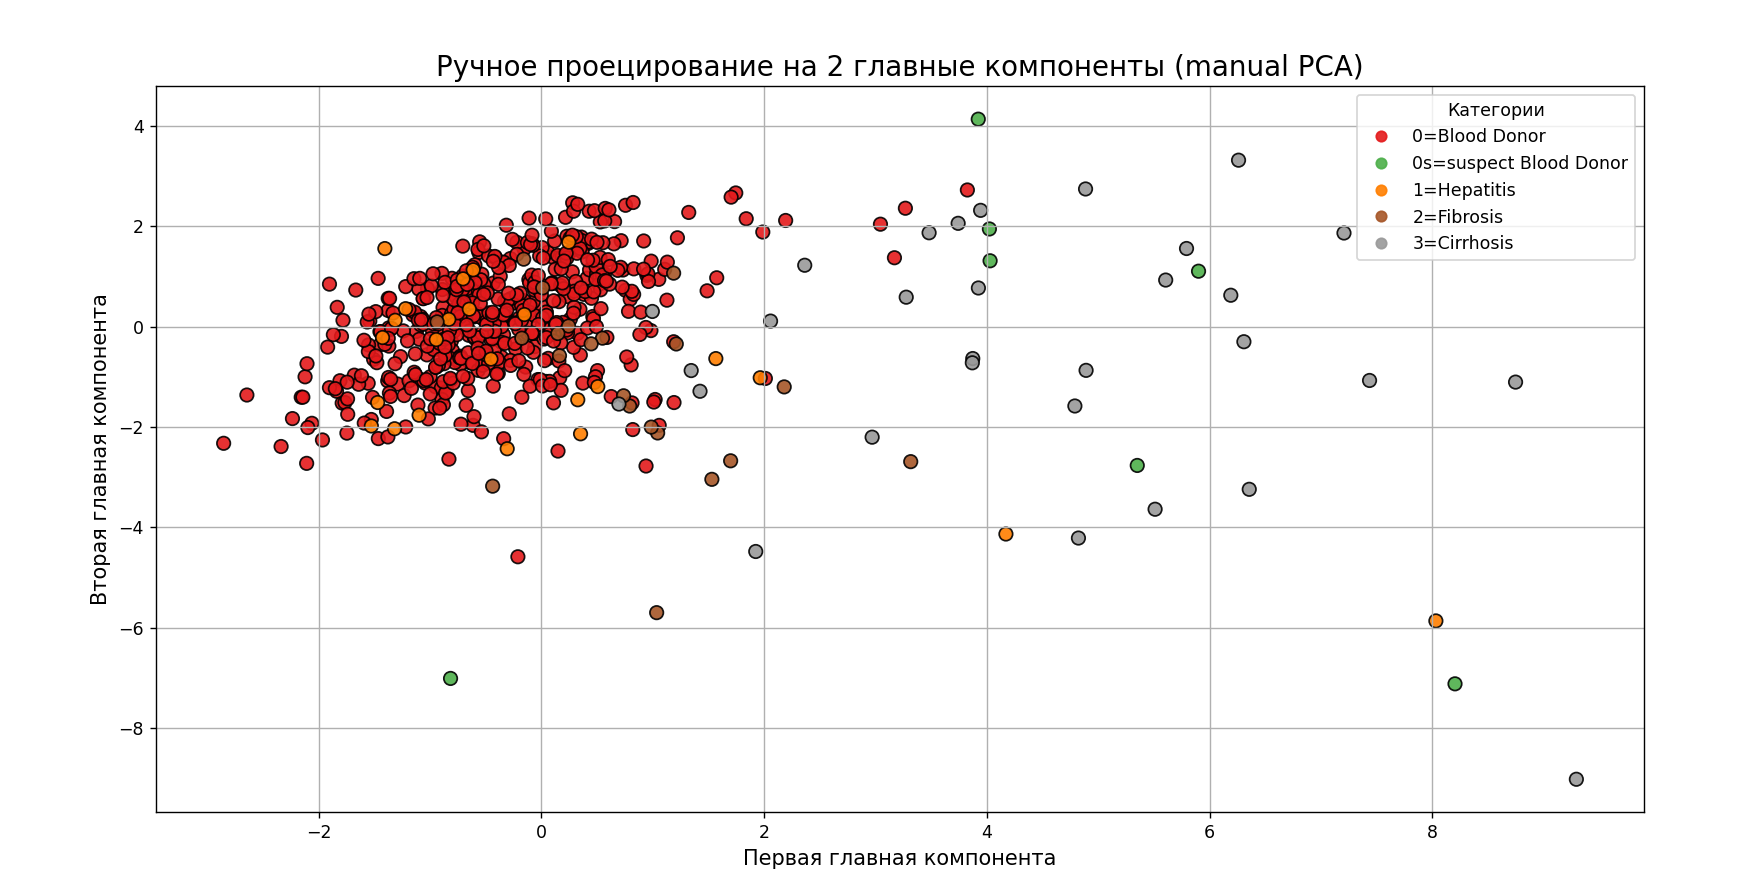 Ручное проецирование на 2 главные компоненты (manual PCA)
Категории
0=Blood Donor
0s=suspect Blood Donor
1=Hepatitis
2=Fibrosis
3=Cirrhosis
Вторая главная компонента
4
2
0
−2
−4
−6
−8
−2
0
2
4
6
8
Первая главная компонента